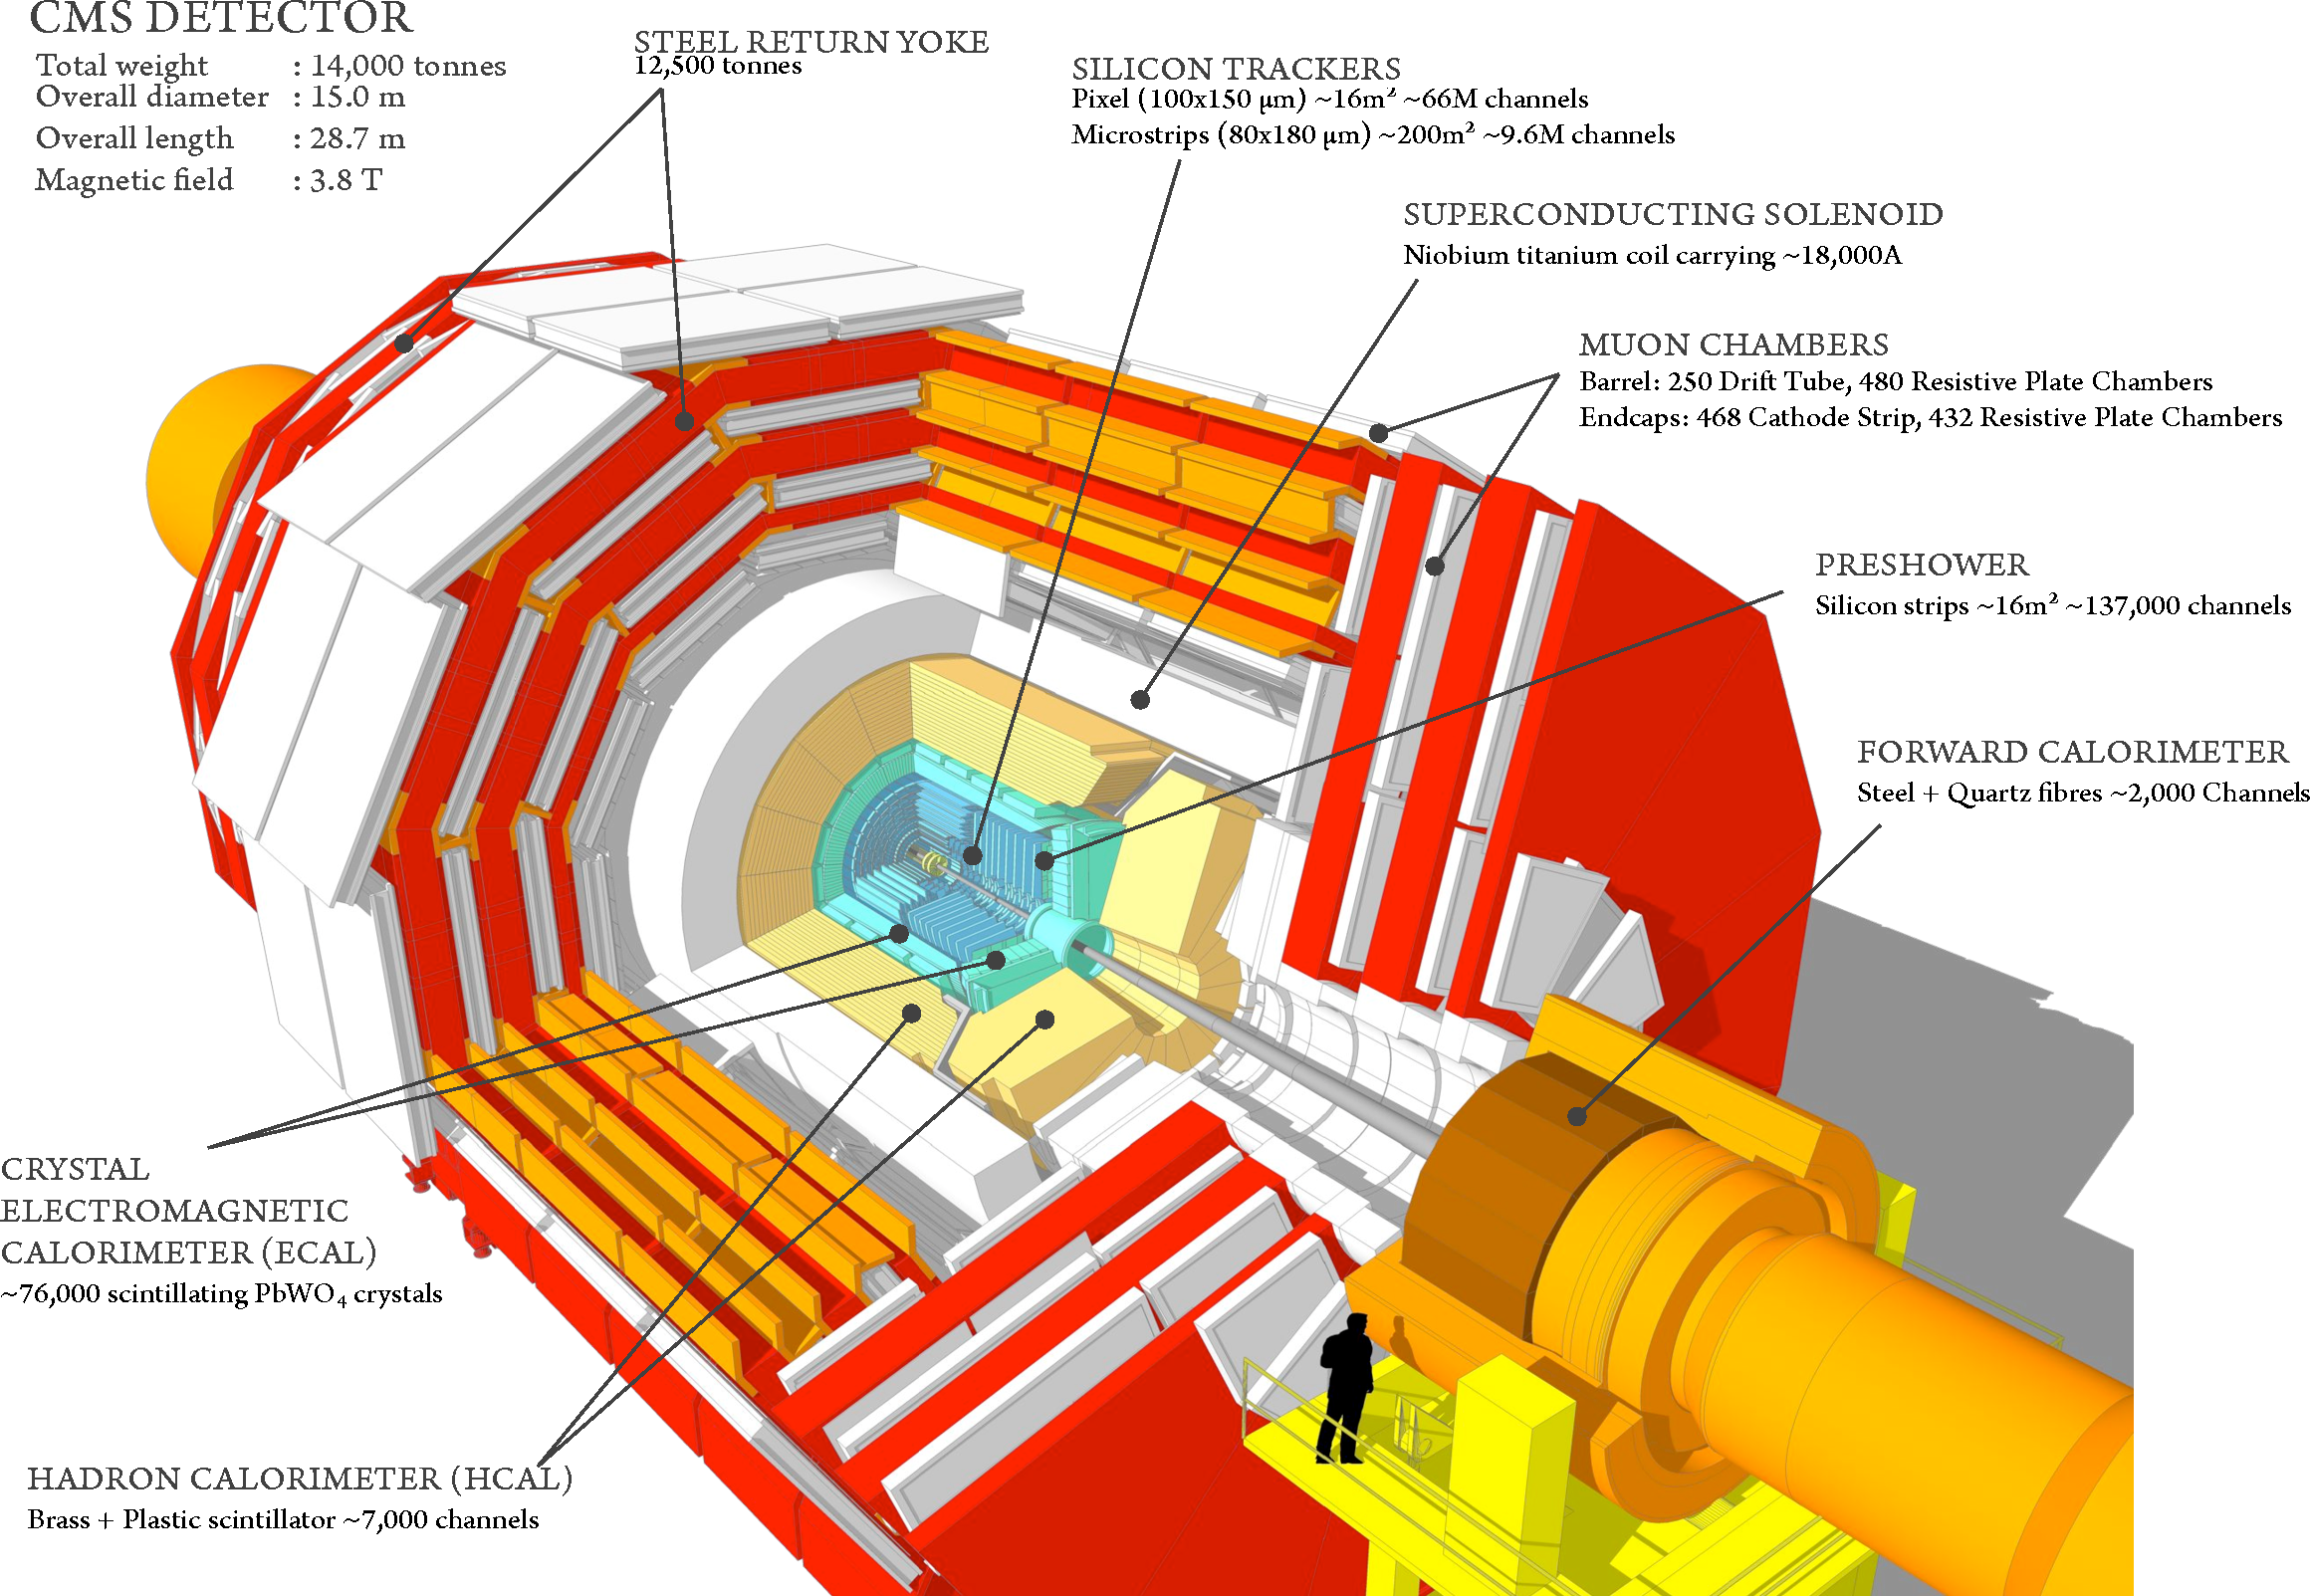 CMS DETECTOR
Total weight : 14,000 tonnes
Overall diameter : 15.0 m
Overall length : 28.7 m
Magnetic field : 3.8 T
STEEL RETURN YOKE
12,500 tonnes
SILICON TRACKERS
Pixel (100x150 μm) ~16m² ~66M channels
Microstrips (80x180 μm) ~200m² ~9.6M channels
SUPERCONDUCTING SOLENOID
Niobium titanium coil carrying ~18,000A
MUON CHAMBERS
Barrel: 250 Drift Tube, 480 Resistive Plate Chambers
Endcaps: 468 Cathode Strip, 432 Resistive Plate Chambers
PRESHOWER
Silicon strips ~16m² ~137,000 channels
FORWARD CALORIMETER
Steel + Quartz fibres ~2,000 Channels
CRYSTAL
ELECTROMAGNETIC
CALORIMETER (ECAL)
~76,000 scintillating PbWO₄ crystals
HADRON CALORIMETER (HCAL)
Brass + Plastic scintillator ~7,000 channels